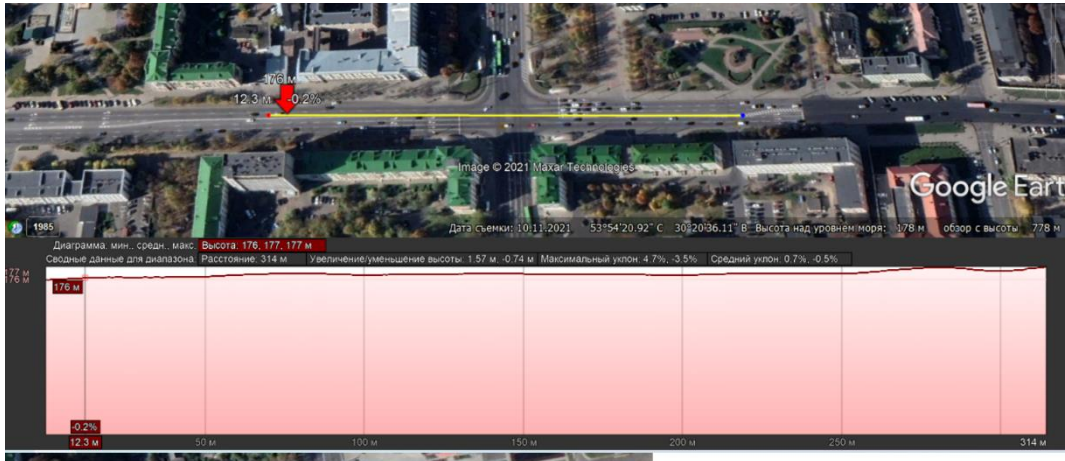 176 м
12.3 м -0.2%
Image © 2021 Maxar Technologies
Google Eart
1985
Дата съемки: 10.11.2021 53°54'20.92" С 30°20'36.11" В Высота над уровнем моря: 178 м обзор с высоты 778 м
Диаграмма: мин., средн., макс. Высота: 176, 177, 177 м
Сводные данные для диапазона: Расстояние: 314 м Увеличение/уменьшение высоты: 1.57 м, -0.74 м Максимальный уклон: 4.7%, -3.5% Средний уклон: 0.7%, -0.5%
177 м
176 м
176 м
-0.2%
12.3 м 50 м 100 м 150 м 200 м 250 м 314 м